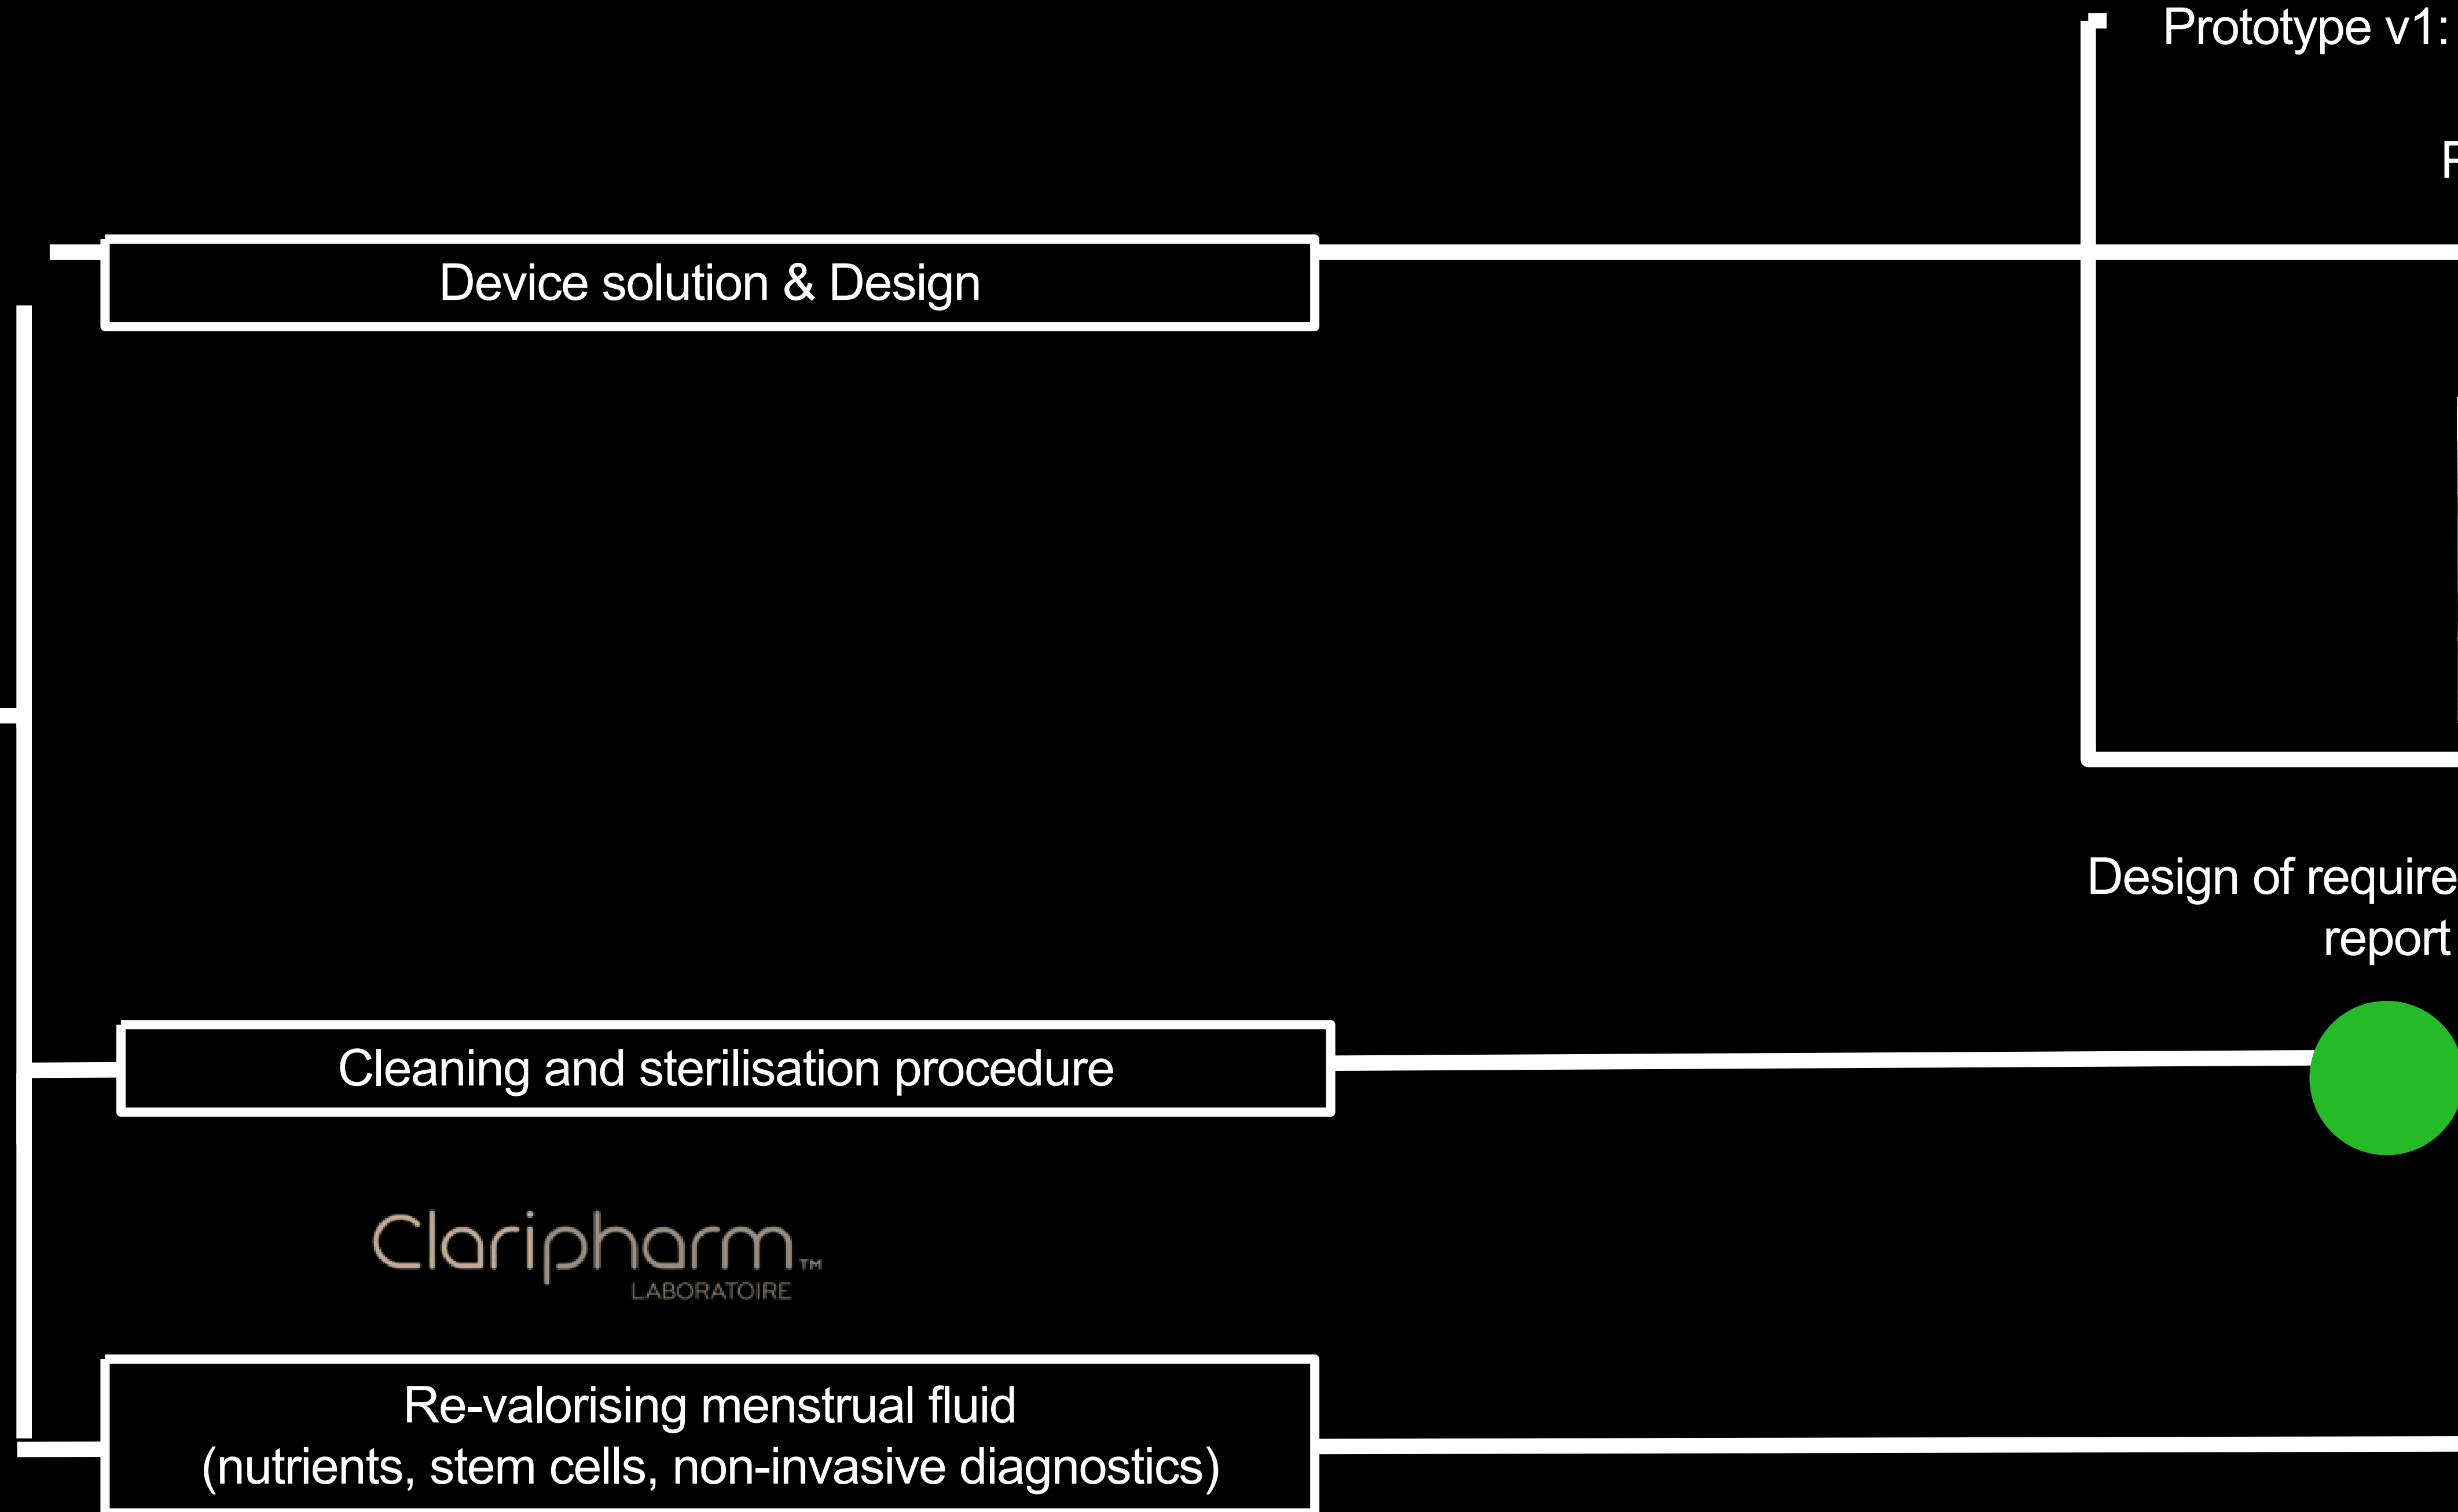 Prototype v1:
Device solution & Design
Design of require
report
Cleaning and sterilisation procedure
Claripharm™
LABORATOIRE
Re-valorising menstrual fluid
(nutrients, stem cells, non-invasive diagnostics)